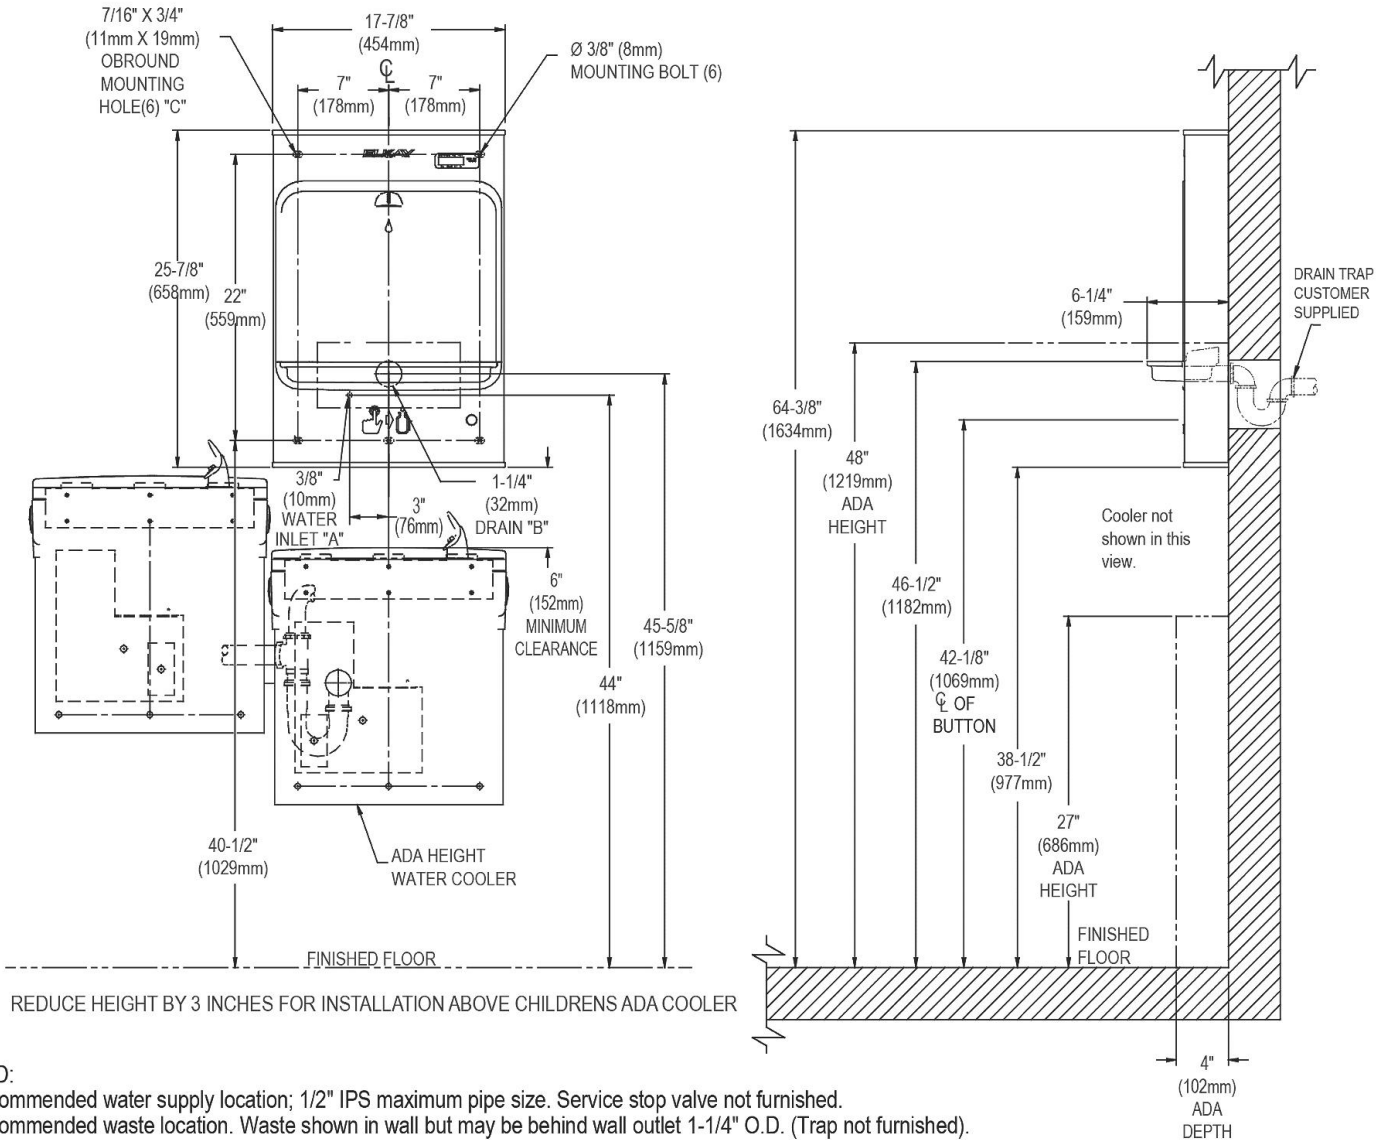 7/16" X 3/4"
(11mm X 19mm)
OBROUND
MOUNTING
HOLE(6) "C"
17-7/8"
(454mm)
℄
7"
(178mm)
7"
(178mm)
Ø 3/8" (8mm)
MOUNTING BOLT (6)
ELKAY
25-7/8"
(658mm)
22"
(559mm)
3/8"
(10mm)
WATER
INLET "A"
3"
(76mm)
1-1/4"
(32mm)
DRAIN "B"
6"
(152mm)
MINIMUM
CLEARANCE
45-5/8"
(1159mm)
44"
(1118mm)
40-1/2"
(1029mm)
ADA HEIGHT
WATER COOLER
FINISHED FLOOR
REDUCE HEIGHT BY 3 INCHES FOR INSTALLATION ABOVE CHILDRENS ADA COOLER
64-3/8"
(1634mm)
48"
(1219mm)
ADA
HEIGHT
46-1/2"
(1182mm)
42-1/8"
(1069mm)
℄ OF
BUTTON
38-1/2"
(977mm)
27"
(686mm)
ADA
HEIGHT
6-1/4"
(159mm)
DRAIN TRAP
CUSTOMER
SUPPLIED
Cooler not
shown in this
view.
FINISHED
FLOOR
4"
(102mm)
ADA
DEPTH
D:
ommended water supply location; 1/2" IPS maximum pipe size. Service stop valve not furnished.
ommended waste location. Waste shown in wall but may be behind wall outlet 1-1/4" O.D. (Trap not furnished).